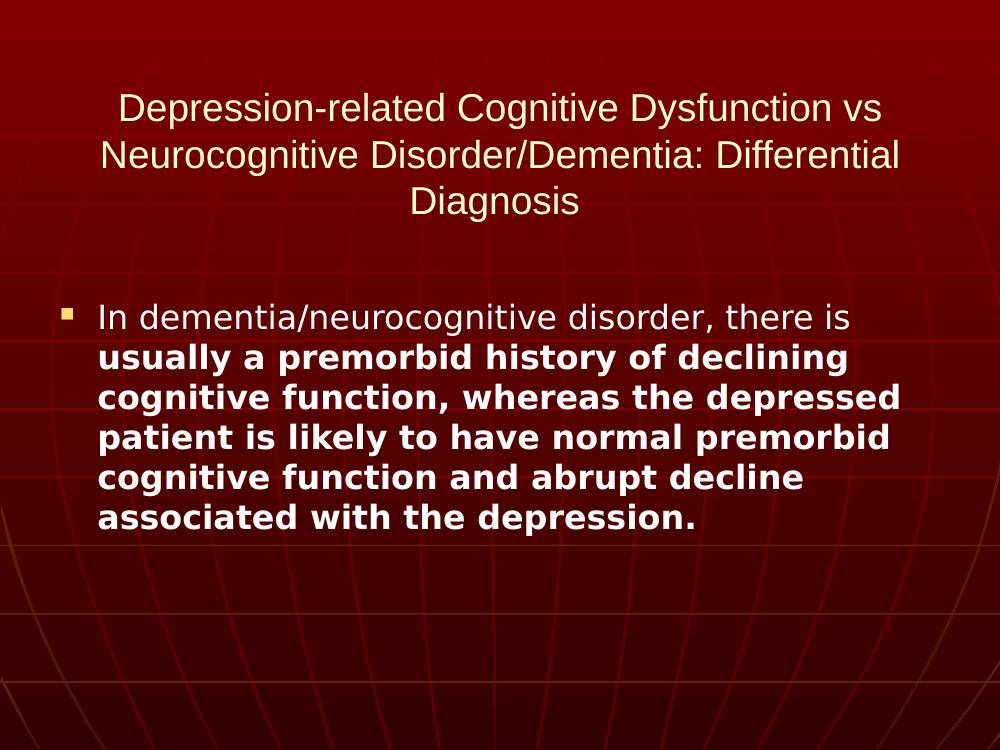 Depression-related Cognitive Dysfunction vs
Neurocognitive Disorder/Dementia: Differential
Diagnosis
In dementia/neurocognitive disorder, there is
usually a premorbid history of declining
cognitive function, whereas the depressed
patient is likely to have normal premorbid
cognitive function and abrupt decline
associated with the depression.